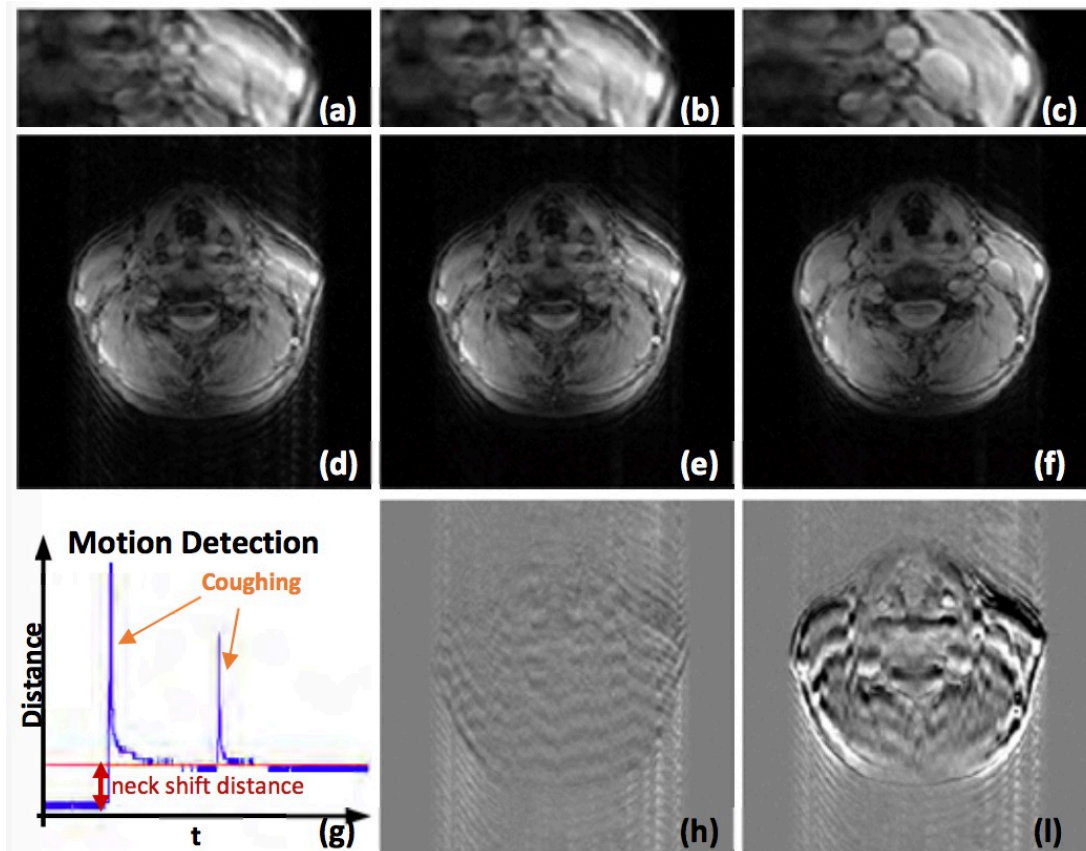 (a)
(b)
(c)
(d)
(e)
(f)
Motion Detection
Coughing
Distance
neck shift distance
t
(g)
(h)
(l)